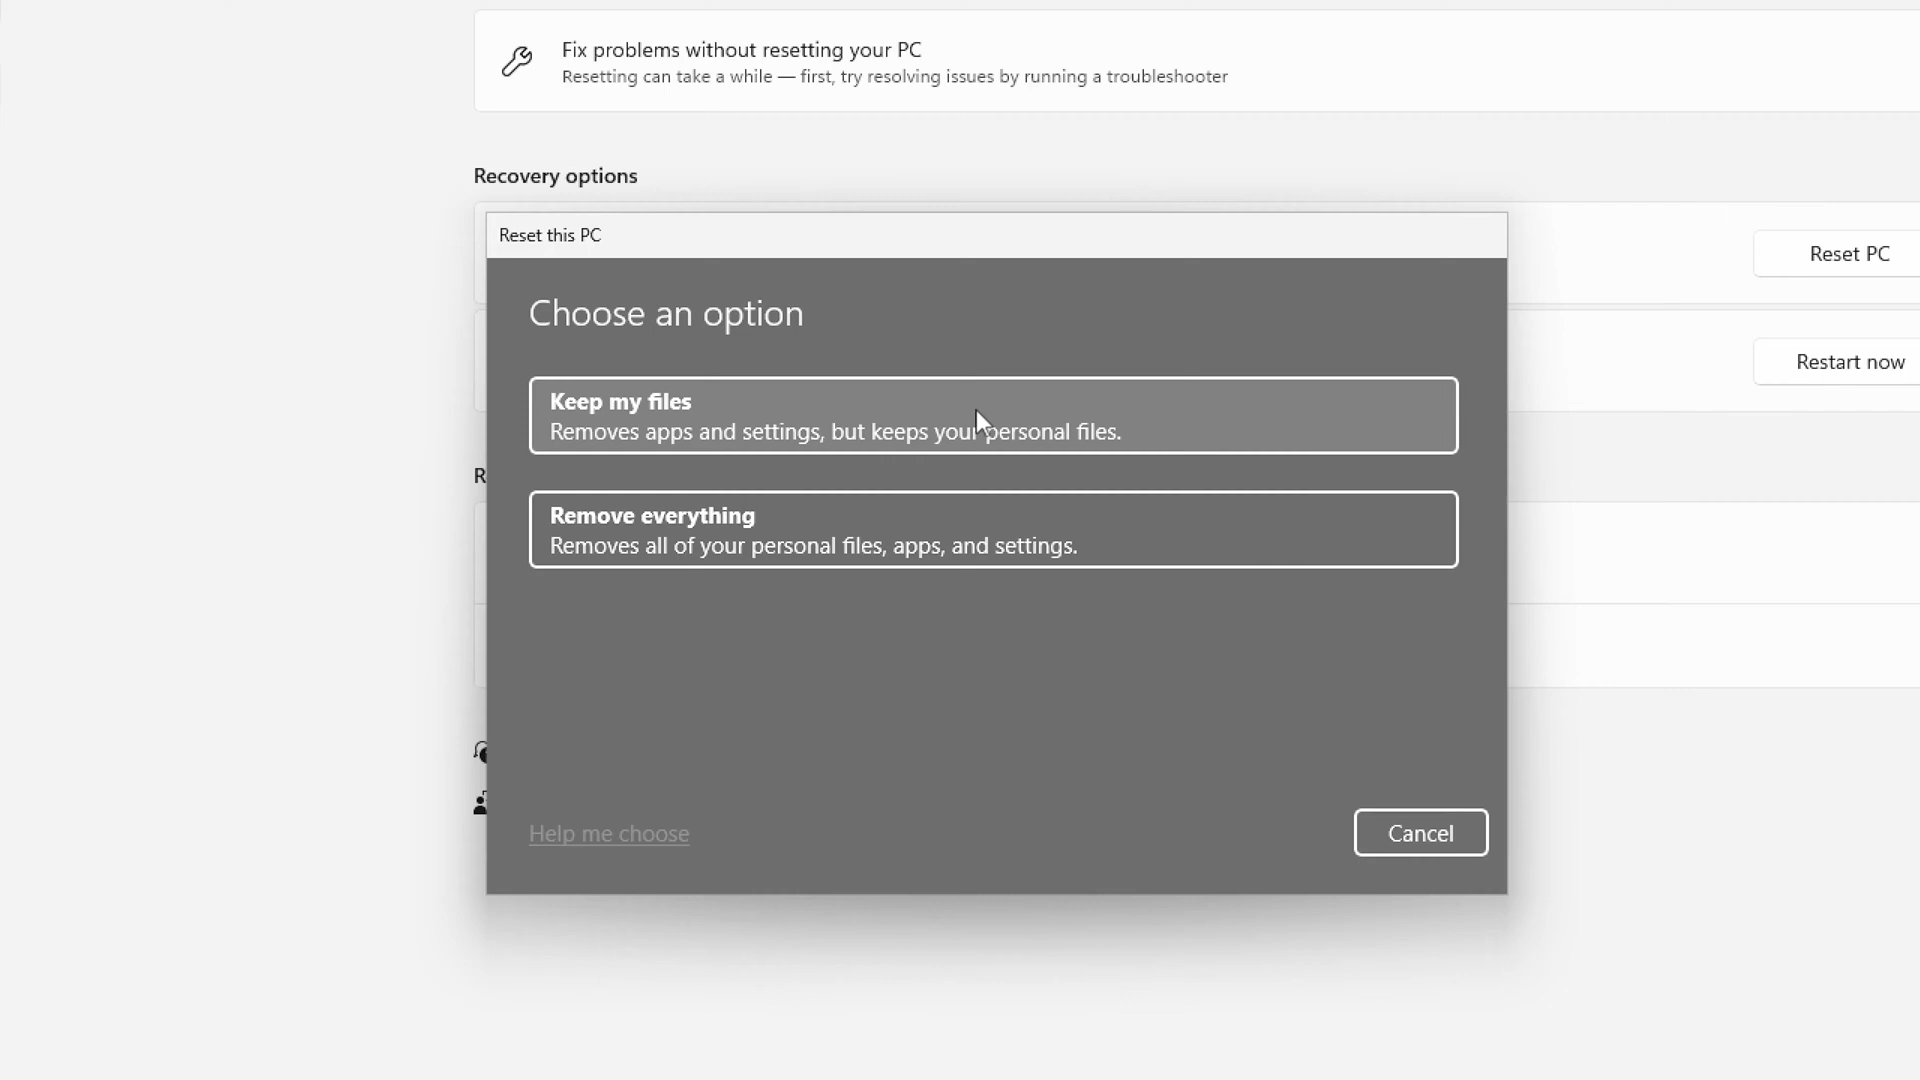 Fix problems without resetting your PC
Resetting can take a while — first, try resolving issues by running a troubleshooter
Recovery options
Reset this PC
Reset PC
Choose an option
Restart now
Keep my files
Removes apps and settings, but keeps your personal files.
R
Remove everything
Removes all of your personal files, apps, and settings.
Help me choose
Cancel